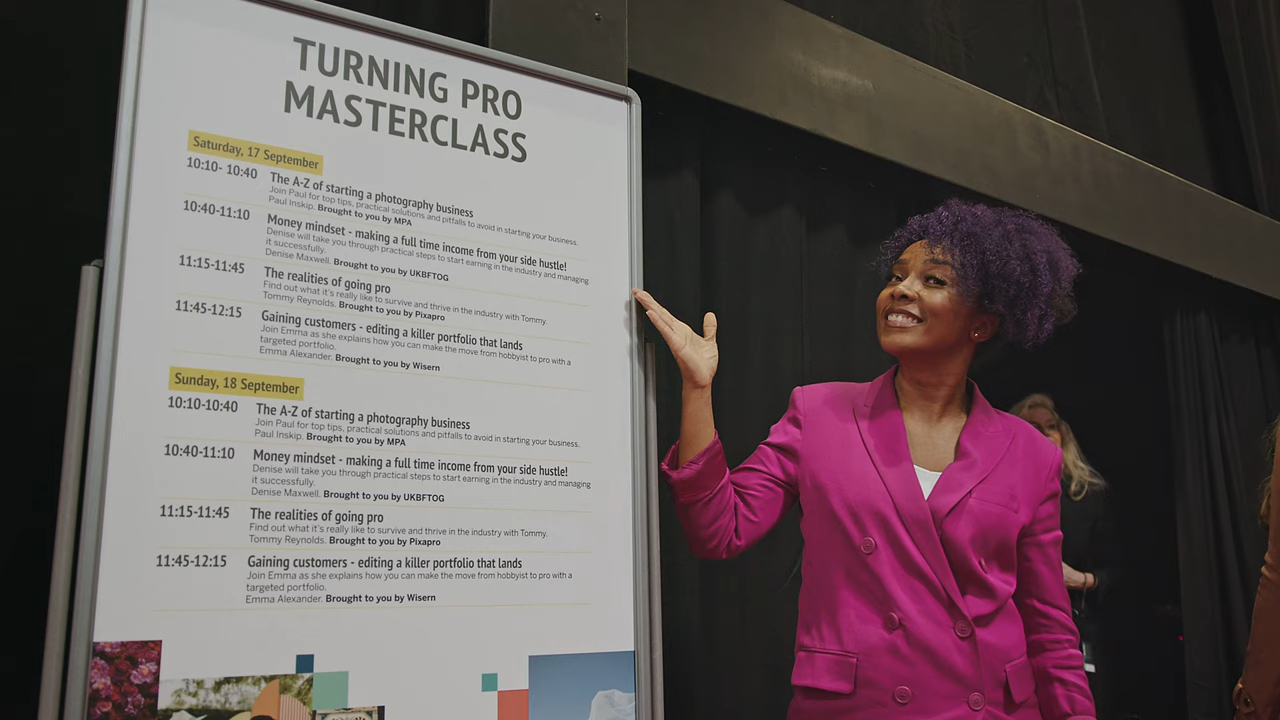 TURNING PRO
MASTERCLASS
Saturday, 17 September
10:10- 10:40 The A-Z of starting a photography business
Join Paul for top tips, practical solutions and pitfalls to avoid in starting your business.
Paul Inskip. Brought to you by MPA
10:40-11:10 Money mindset - making a full time income from your side hustle!
Denise will take you through practical steps to start earning in the industry and managing
it successfully.
Denise Maxwell. Brought to you by UKBFTOG
11:15-11:45 The realities of going pro
Find out what it's really like to survive and thrive in the industry with Tommy.
Tommy Reynolds. Brought to you by Pixapro
11:45-12:15 Gaining customers - editing a killer portfolio that lands
Join Emma as she explains how you can make the move from hobbyist to pro with a
targeted portfolio.
Emma Alexander. Brought to you by Wisern
Sunday, 18 September
10:10-10:40 The A-Z of starting a photography business
Join Paul for top tips, practical solutions and pitfalls to avoid in starting your business.
Paul Inskip. Brought to you by MPA
10:40-11:10 Money mindset - making a full time income from your side hustle!
Denise will take you through practical steps to start earning in the industry and managing
it successfully.
Denise Maxwell. Brought to you by UKBFTOG
11:15-11:45 The realities of going pro
Find out what it's really like to survive and thrive in the industry with Tommy.
Tommy Reynolds. Brought to you by Pixapro
11:45-12:15 Gaining customers - editing a killer portfolio that lands
Join Emma as she explains how you can make the move from hobbyist to pro with a
targeted portfolio.
Emma Alexander. Brought to you by Wisern